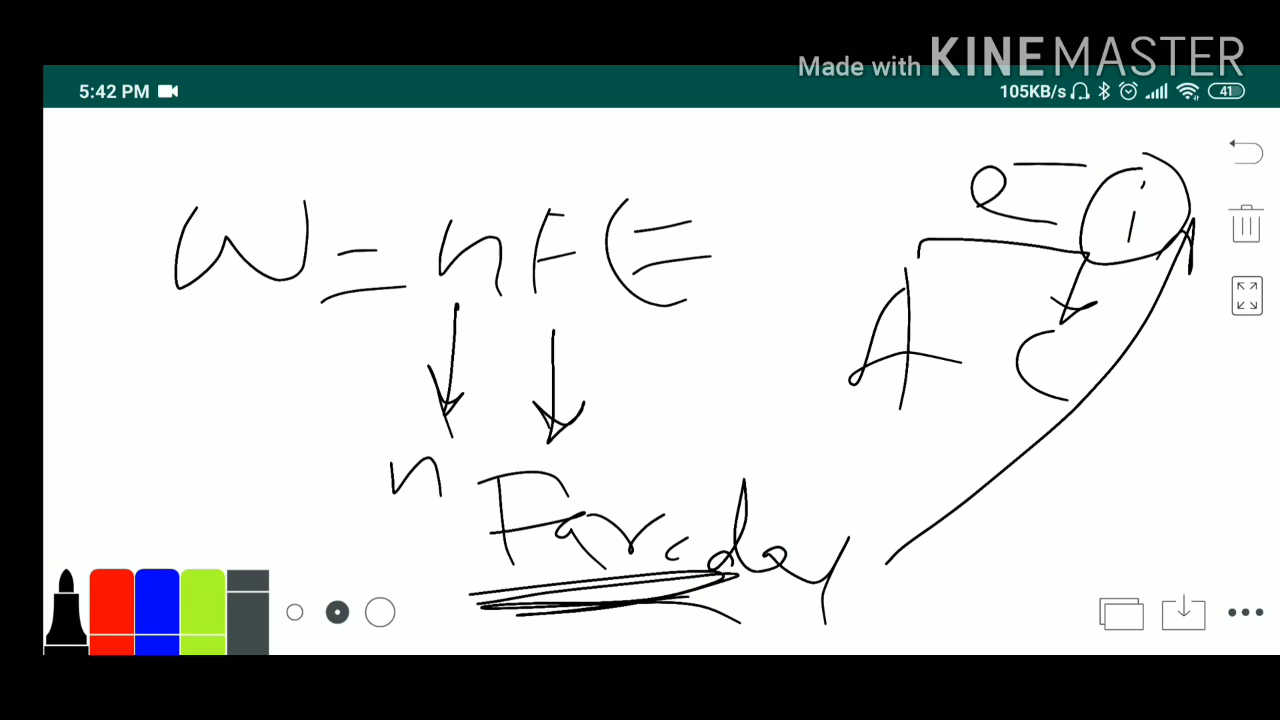 Made with KINEMASTER
5:42 PM 105KB/s 41
W = nFE
e⁻ i
A C
n Faraday